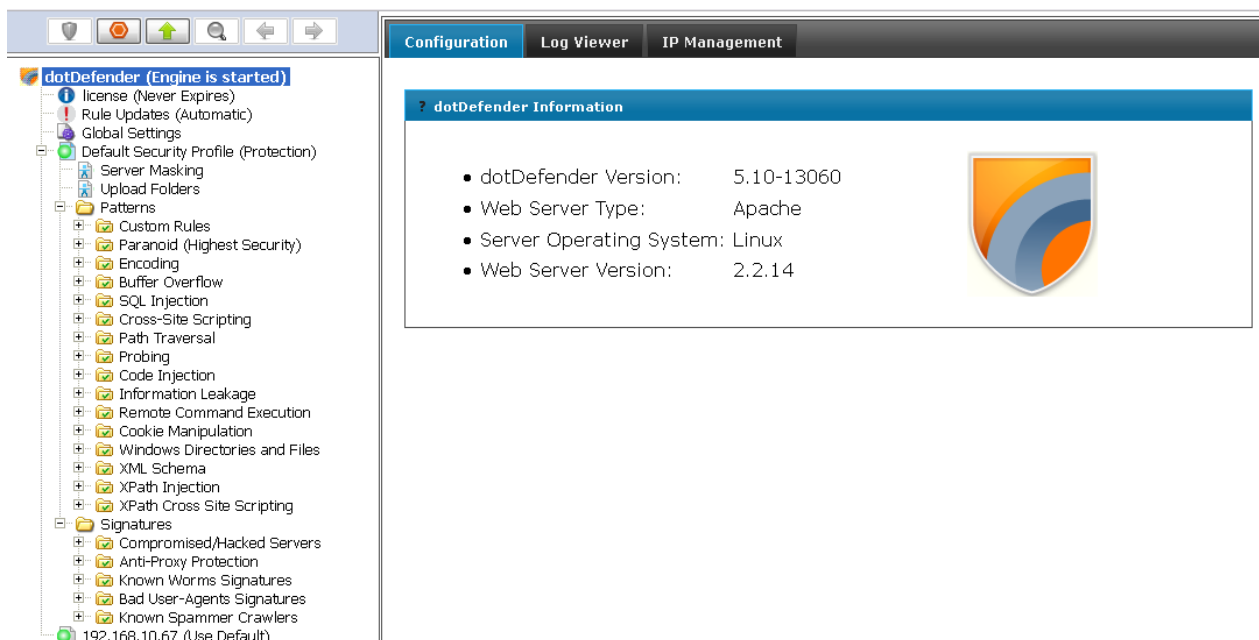 Configuration
Log Viewer
IP Management
dotDefender (Engine is started)
license (Never Expires)
Rule Updates (Automatic)
Global Settings
Default Security Profile (Protection)
Server Masking
Upload Folders
Patterns
Custom Rules
Paranoid (Highest Security)
Encoding
Buffer Overflow
SQL Injection
Cross-Site Scripting
Path Traversal
Probing
Code Injection
Information Leakage
Remote Command Execution
Cookie Manipulation
Windows Directories and Files
XML Schema
XPath Injection
XPath Cross Site Scripting
Signatures
Compromised/Hacked Servers
Anti-Proxy Protection
Known Worms Signatures
Bad User-Agents Signatures
Known Spammer Crawlers
192.168.10.67 (Use Default)
? dotDefender Information
dotDefender Version: 5.10-13060
Web Server Type: Apache
Server Operating System: Linux
Web Server Version: 2.2.14